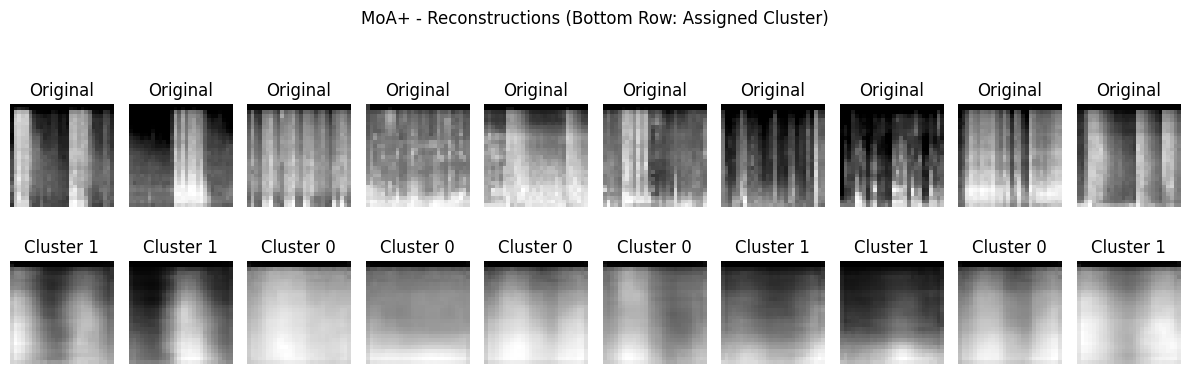 MoA+ - Reconstructions (Bottom Row: Assigned Cluster)
Original Original Original Original Original Original Original Original Original Original
Cluster 1 Cluster 1 Cluster 0 Cluster 0 Cluster 0 Cluster 0 Cluster 1 Cluster 1 Cluster 0 Cluster 1